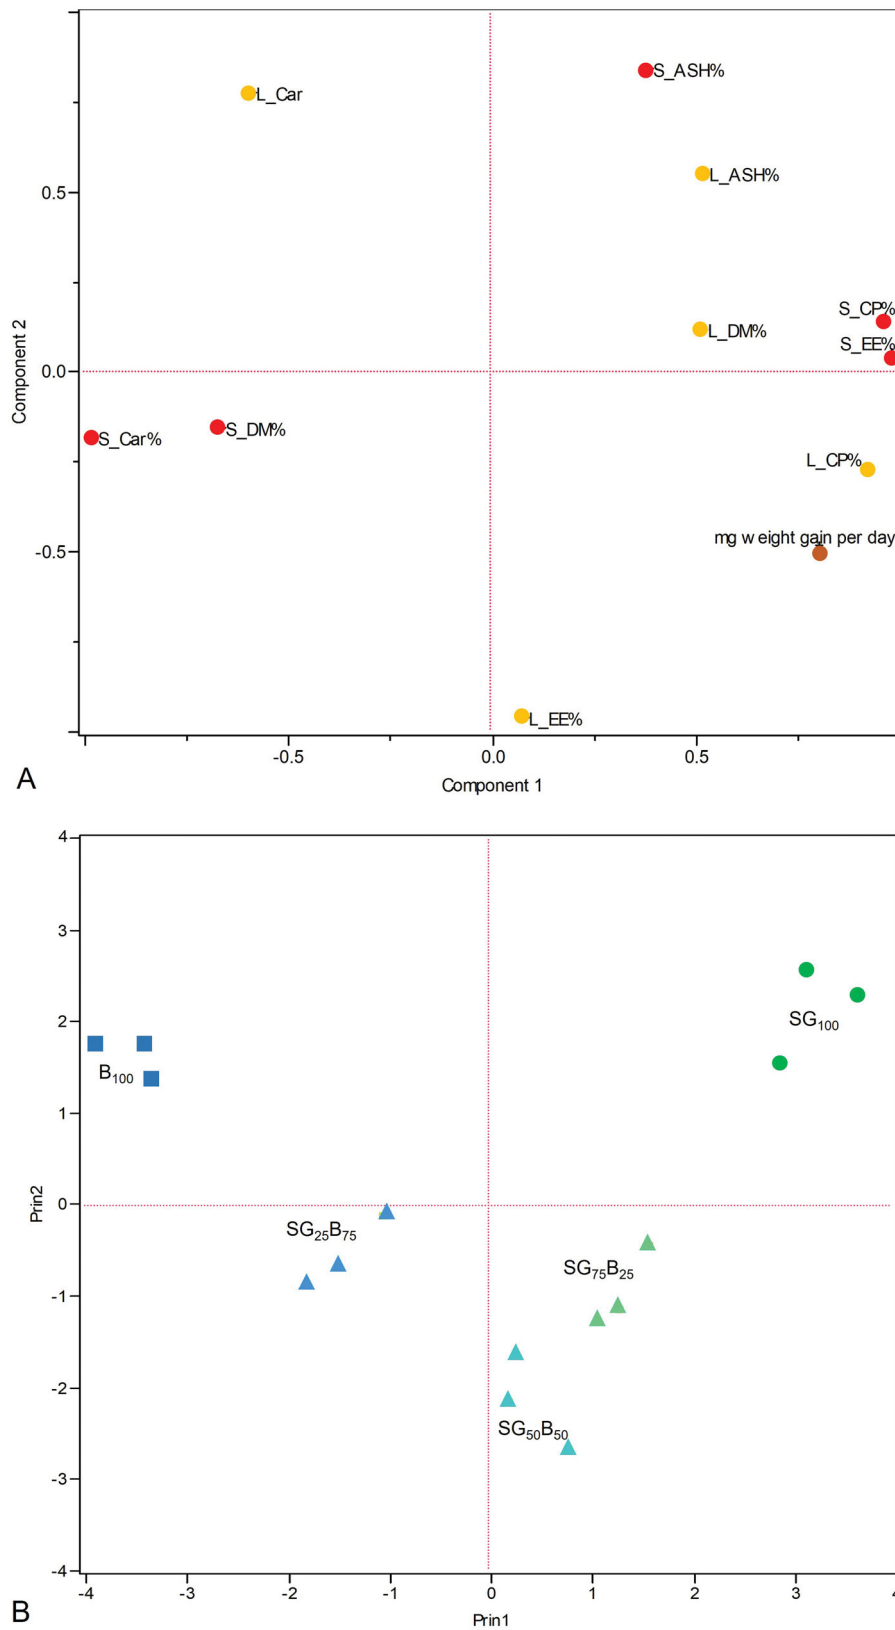 L_Car
S_ASH%
L_ASH%
0.5
S_CP%
L_DM%
S_EE%
Component 2
0.0
S_Car%
S_DM%
L_CP%
mg w eight gain per day
-0.5
L_EE%
-0.5
0.0
0.5
Component 1
A
4
3
SG100
2
B100
1
Prin2
0
SG25B75
SG75B25
-1
-2
SG50B50
-3
-4
-4
-3
-2
-1
0
1
2
3
4
Prin1
B